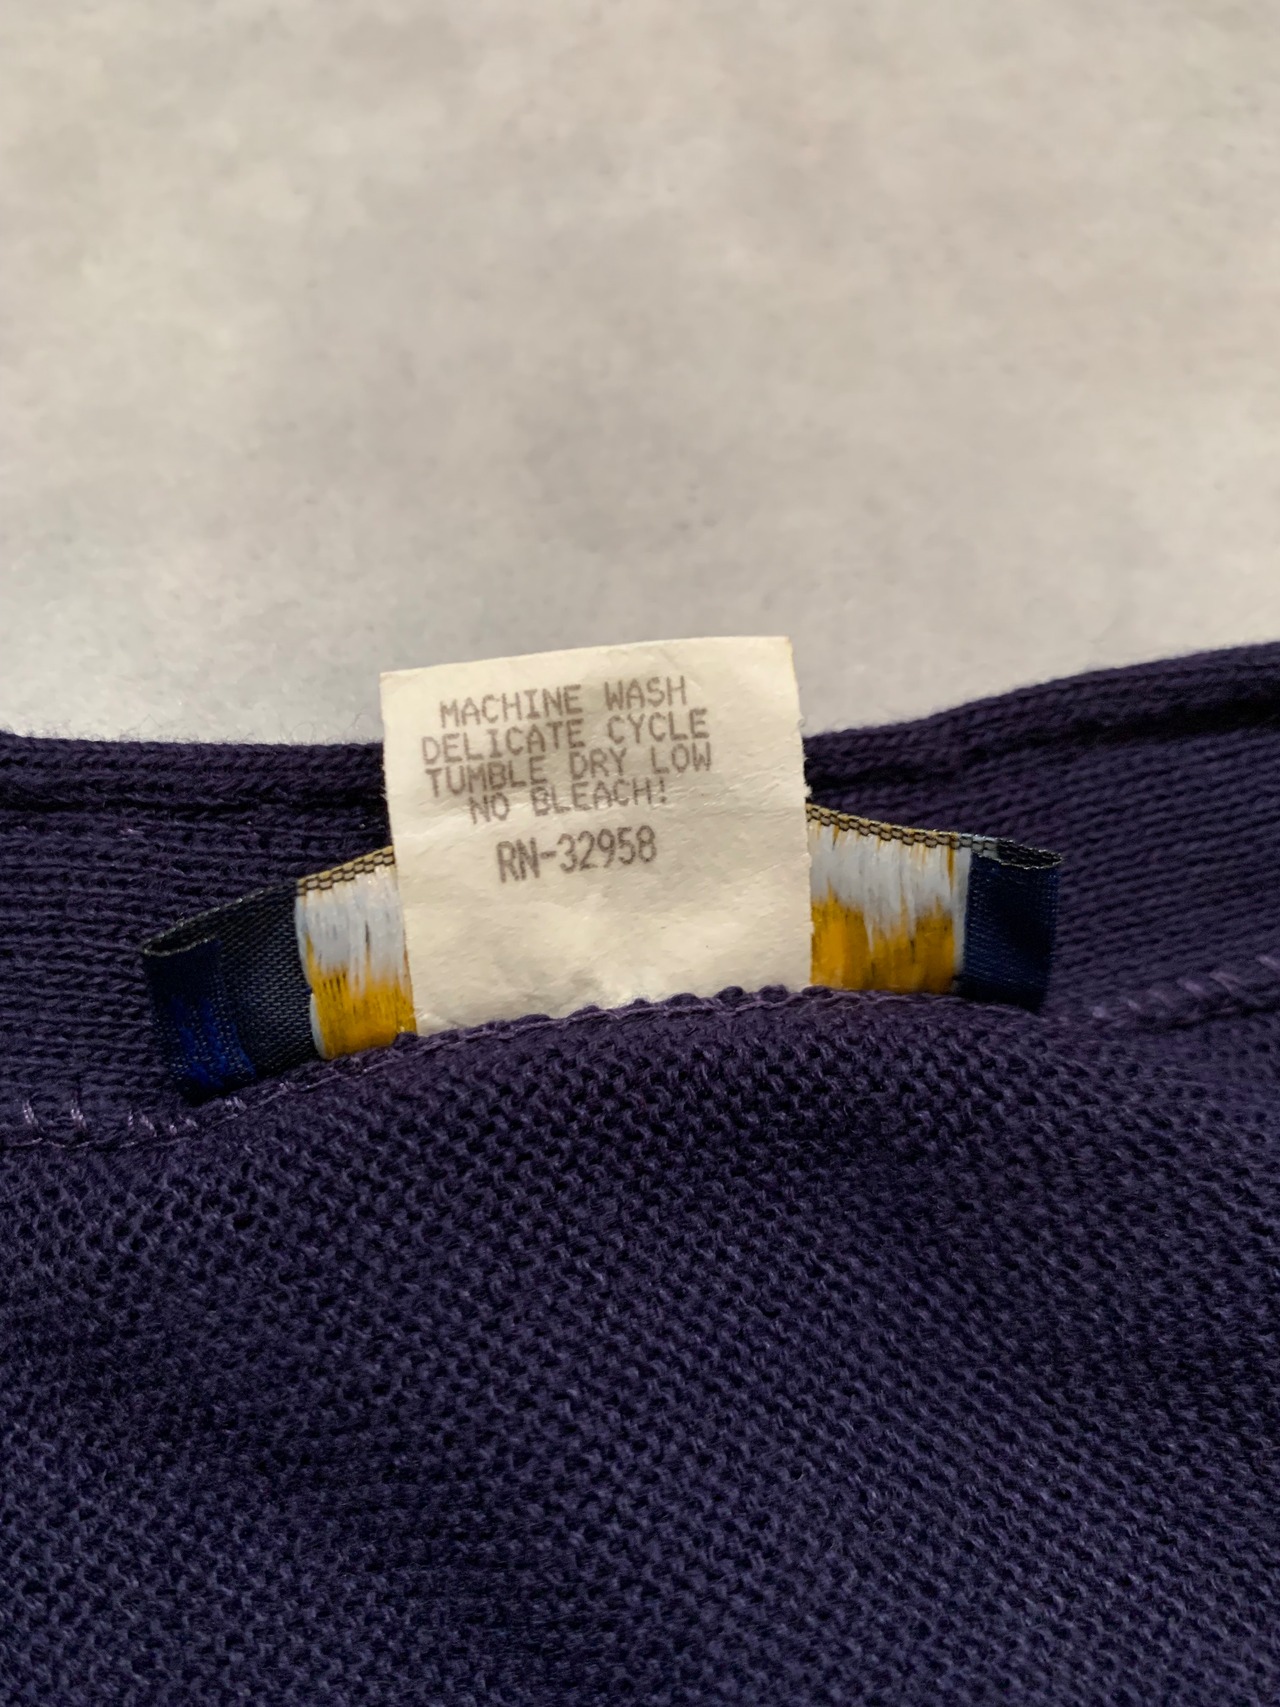 MACHINE WASH
DELICATE CYCLE
TUMBLE DRY LOW
NO BLEACH!
RN-32958